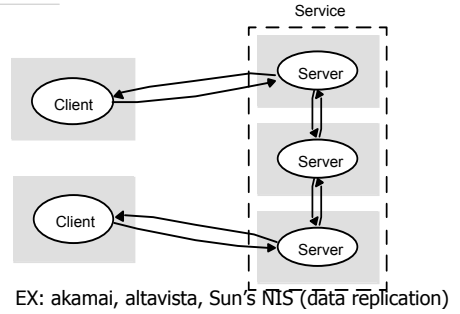 Service
Server
Client
Server
Client
Server
EX: akamai, altavista, Sun's NIS (data replication)